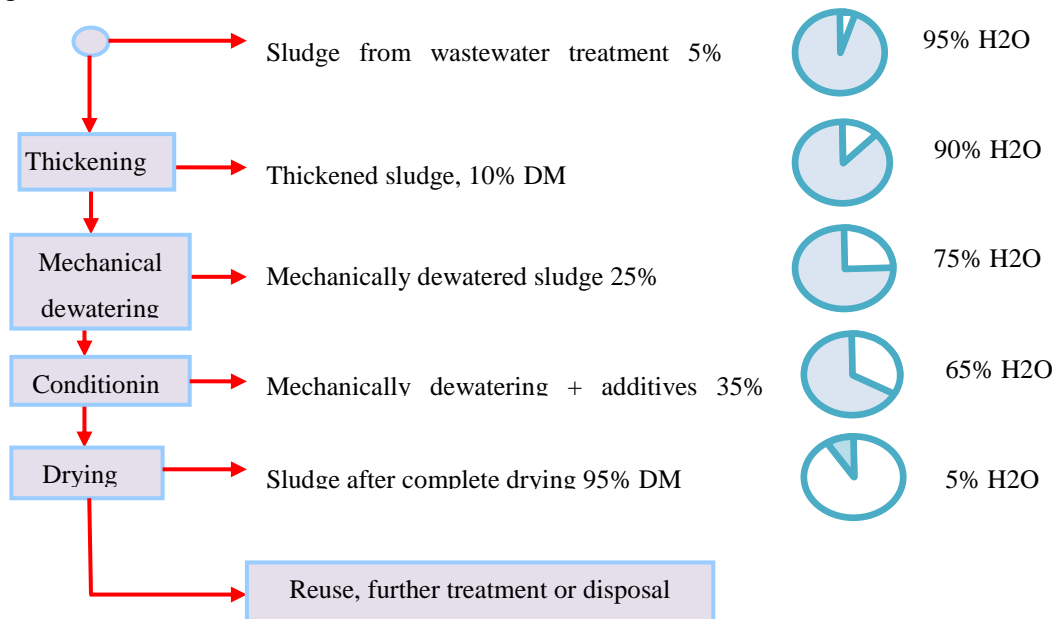 Sludge from wastewater treatment 5%
95% H2O
Thickening
Thickened sludge, 10% DM
90% H2O
Mechanical
dewatering
Mechanically dewatered sludge 25%
75% H2O
Conditionin
Mechanically dewatering + additives 35%
65% H2O
Drying
Sludge after complete drying 95% DM
5% H2O
Reuse, further treatment or disposal